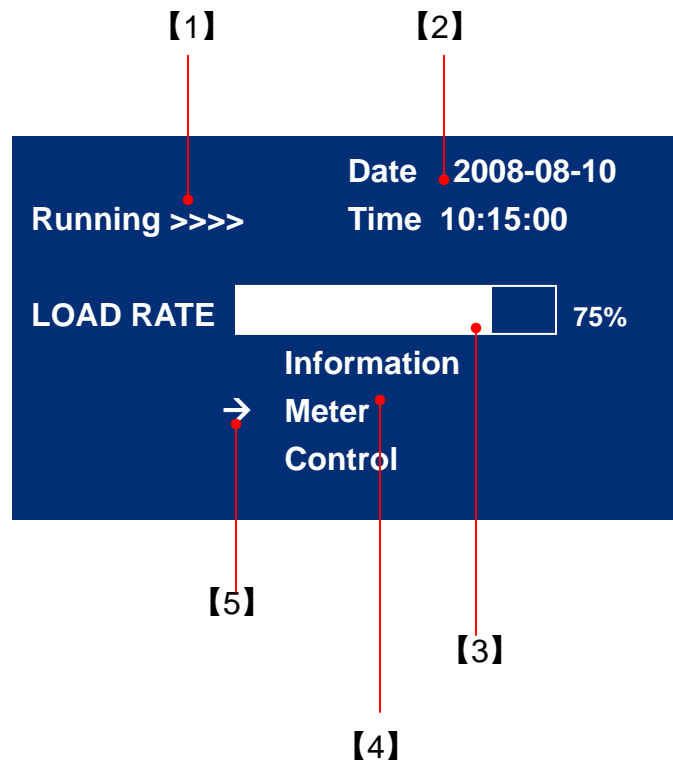 【1】 【2】
Date 2008-08-10
Running >>>> Time 10:15:00
LOAD RATE 75%
Information
→ Meter
Control
【5】
【3】
【4】